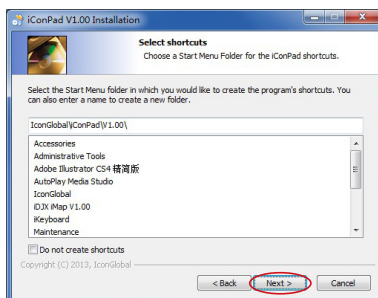 iConPad V1.00 Installation
Select shortcuts
Choose a Start Menu Folder for the iConPad shortcuts.
Select the Start Menu folder in which you would like to create the program's shortcuts. You
can also enter a name to create a new folder.
IconGlobal\iConPad\V1.00\
Accessories
Administrative Tools
Adobe Illustrator CS4 精简版
AutoPlay Media Studio
IconGlobal
iDJX iMap V1.00
iKeyboard
Maintenance
Do not create shortcuts
Copyright (C) 2013, IconGlobal
< Back
Next >
Cancel